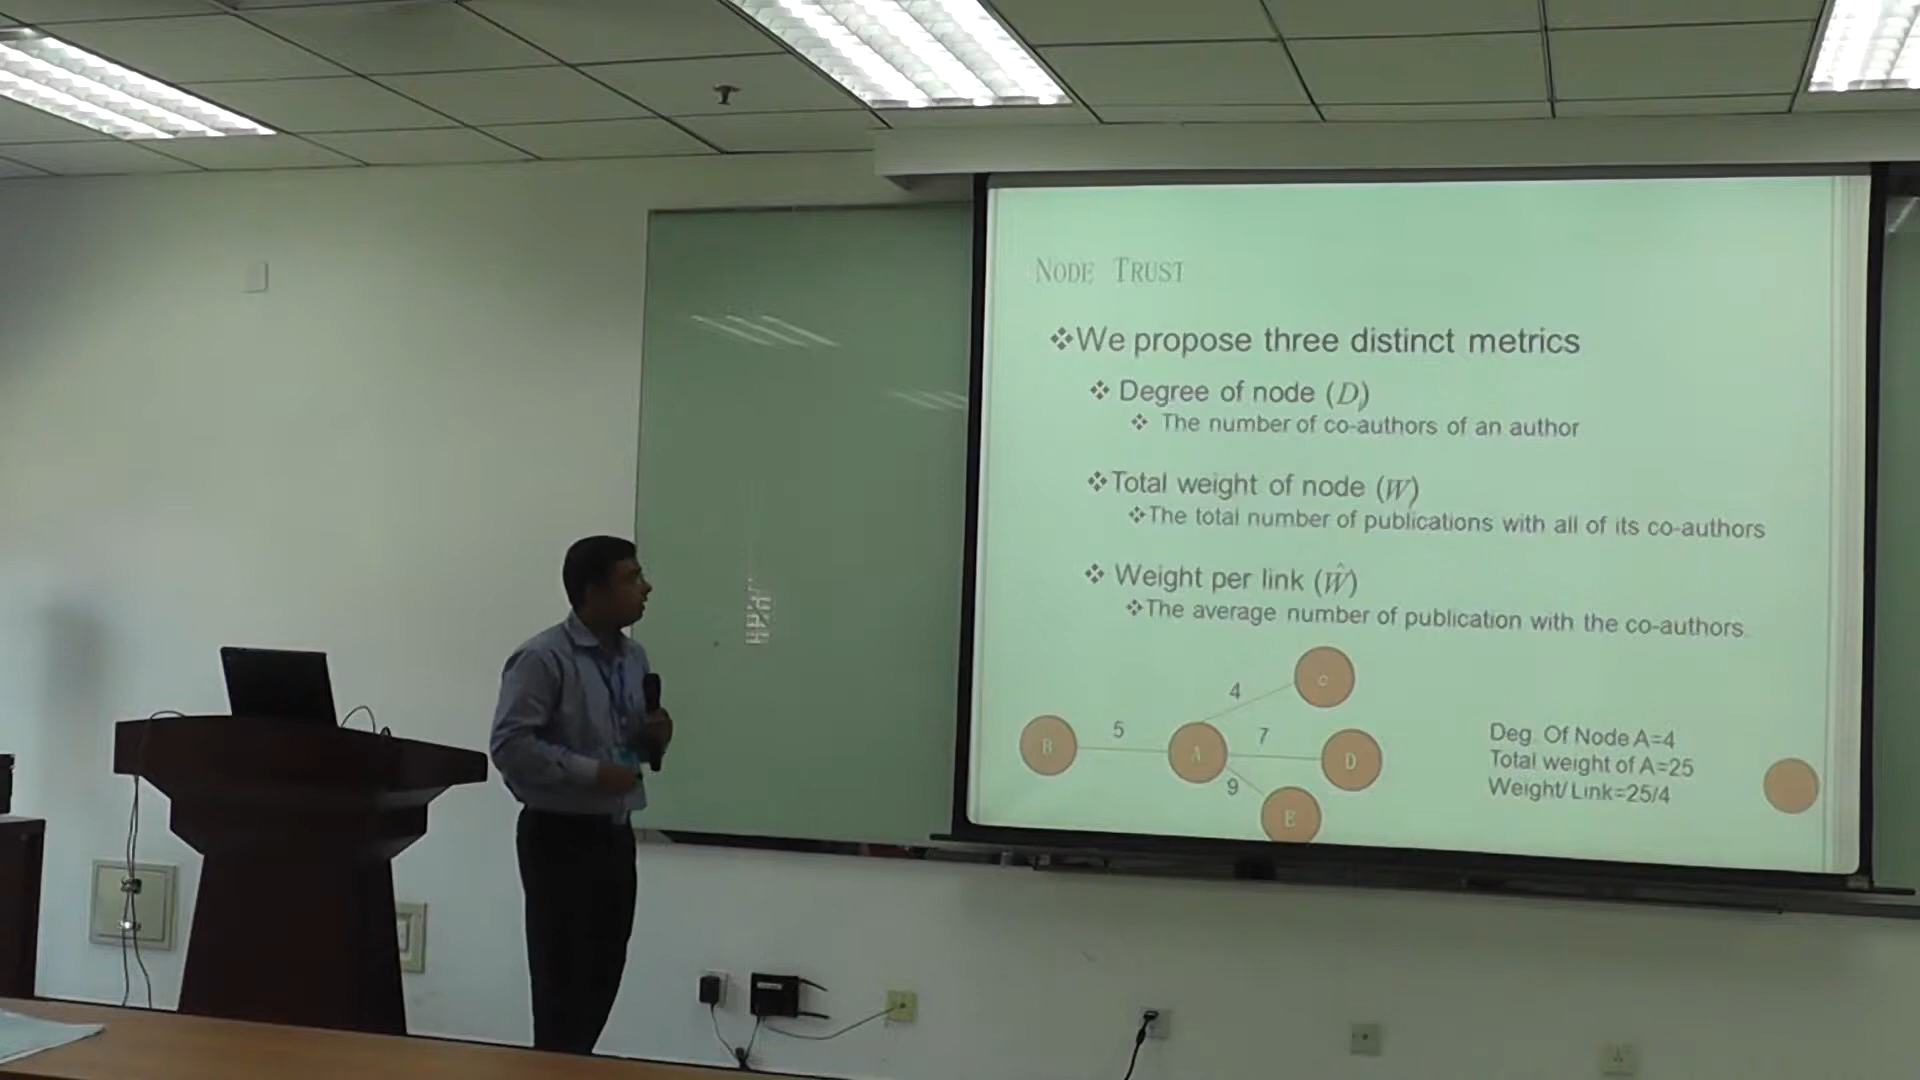 NODE TRUST
❖We propose three distinct metrics
❖ Degree of node (D)
❖ The number of co-authors of an author
❖Total weight of node (W)
❖The total number of publications with all of its co-authors
❖ Weight per link (Ŵ)
❖The average number of publication with the co-authors
4
C
B
5
A
7
D
9
E
Deg. Of Node A=4
Total weight of A=25
Weight/Link=25/4